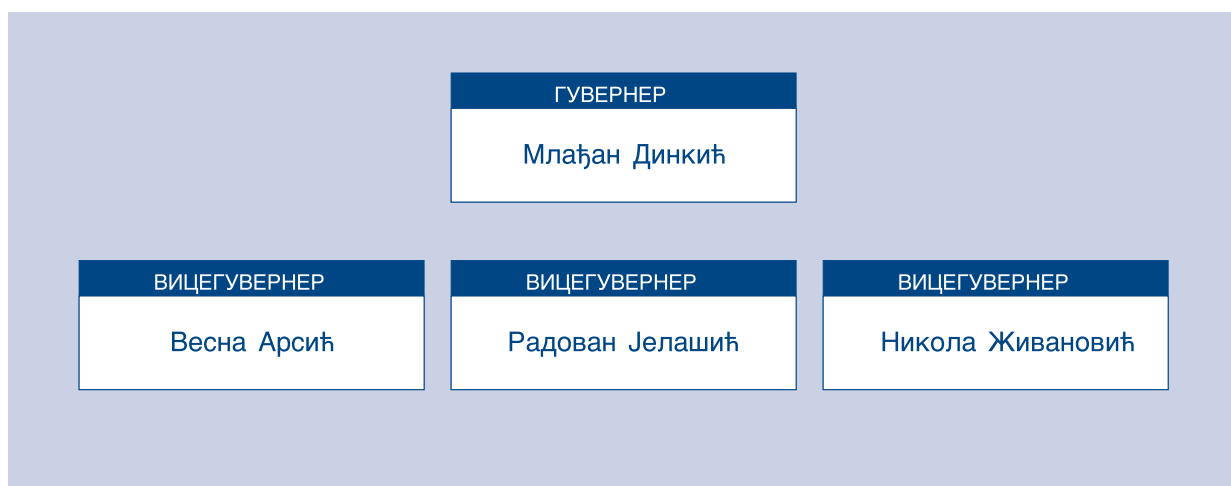 ГУВЕРНЕР
Млађан Динкић
ВИЦЕГУВЕРНЕР
Весна Арсић
ВИЦЕГУВЕРНЕР
Радован Јелашић
ВИЦЕГУВЕРНЕР
Никола Живановић